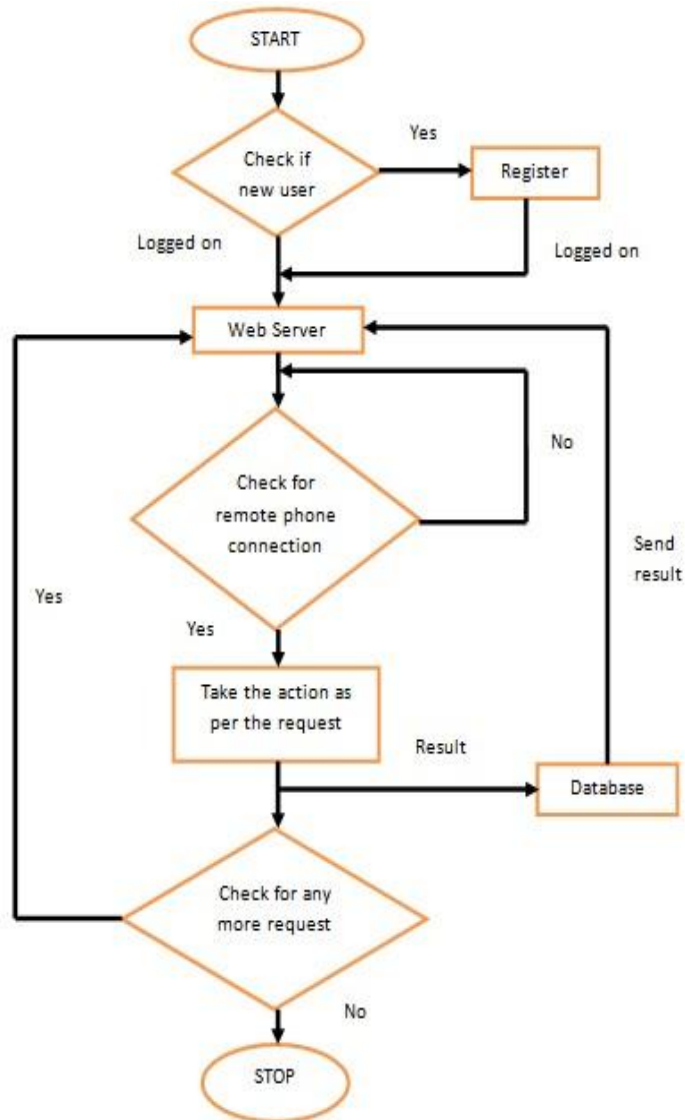 START
Check if
new user
Yes
Register
Logged on
Logged on
Web Server
No
Check for
remote phone
connection
Send
result
Yes
Yes
Take the action as
per the request
Result
Database
Check for any
more request
No
STOP